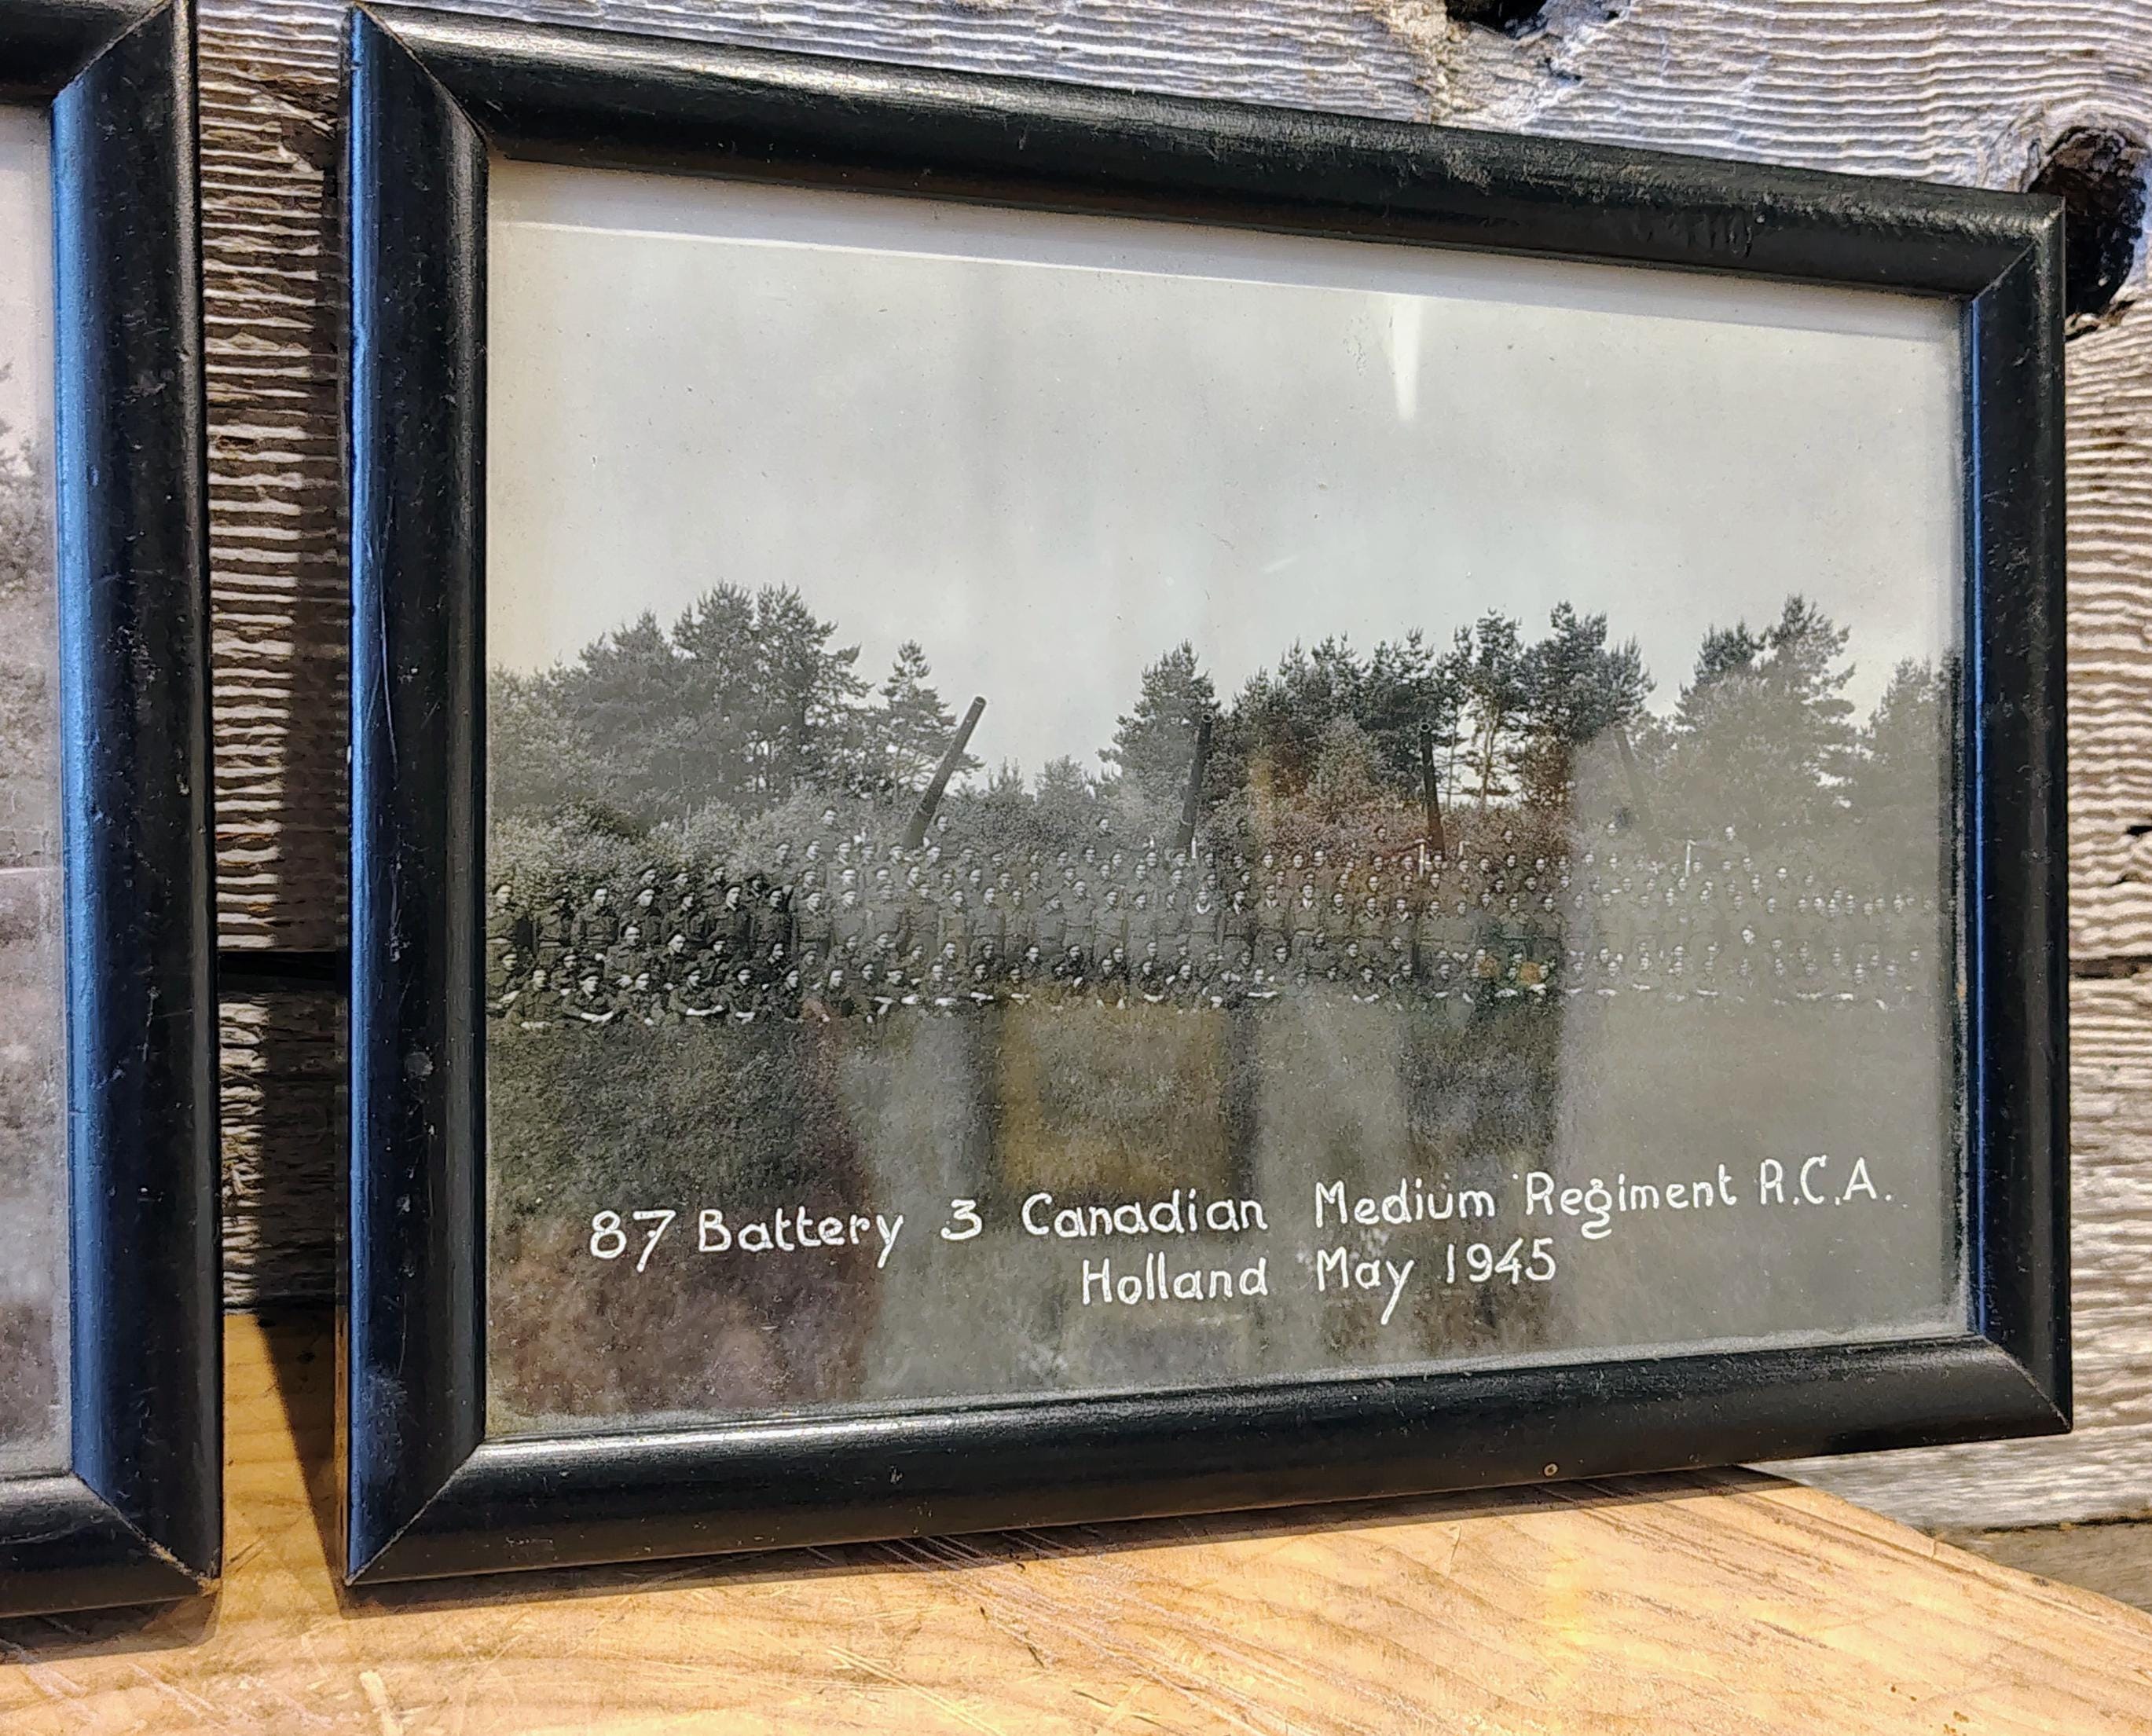 87 Battery 3 Canadian Medium Regiment R.C.A.
Holland May 1945